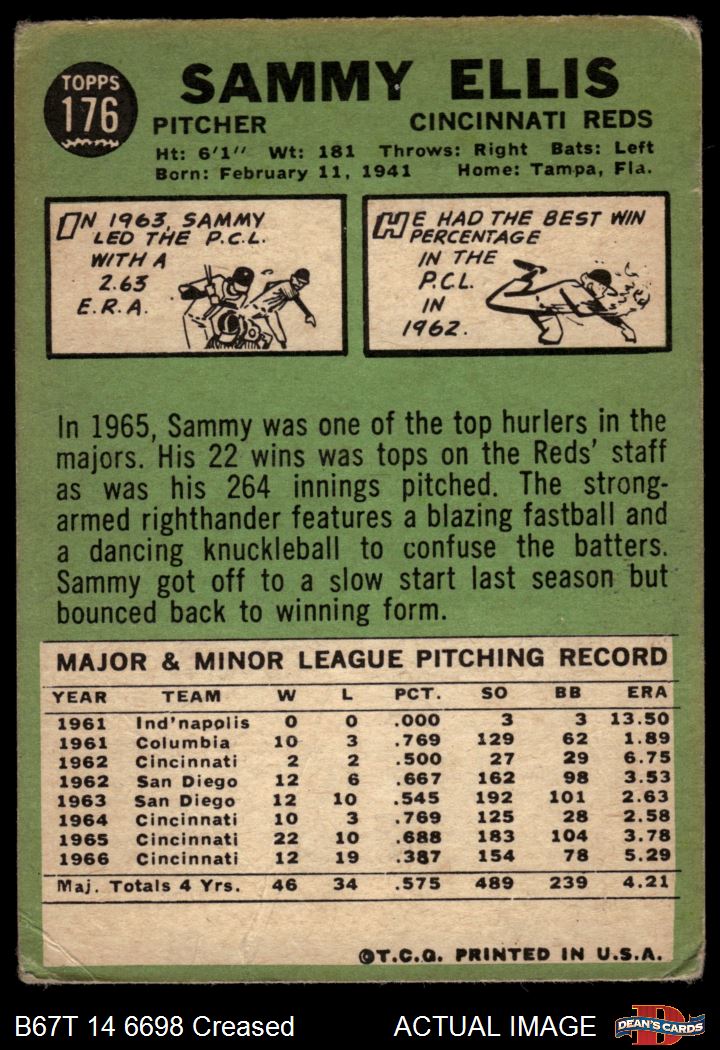 TOPPS
176
SAMMY ELLIS
PITCHER CINCINNATI REDS
Ht: 6'1" Wt: 181 Throws: Right Bats: Left
Born: February 11, 1941 Home: Tampa, Fla.
IN 1963, SAMMY
LED THE P.C.L.
WITH A
2.63
E.R.A.
HE HAD THE BEST WIN
PERCENTAGE
IN THE
P.C.L.
IN
1962.
In 1965, Sammy was one of the top hurlers in the
majors. His 22 wins was tops on the Reds' staff
as was his 264 innings pitched. The strong-
armed righthander features a blazing fastball and
a dancing knuckleball to confuse the batters.
Sammy got off to a slow start last season but
bounced back to winning form.
MAJOR & MINOR LEAGUE PITCHING RECORD
YEAR TEAM W L PCT. SO BB ERA
1961 Ind'napolis 0 0 .000 3 3 13.50
1961 Columbia 10 3 .769 129 62 1.89
1962 Cincinnati 2 2 .500 27 29 6.75
1962 San Diego 12 6 .667 162 98 3.53
1963 San Diego 12 10 .545 192 101 2.63
1964 Cincinnati 10 3 .769 125 28 2.58
1965 Cincinnati 22 10 .688 183 104 3.78
1966 Cincinnati 12 19 .387 154 78 5.29
Maj. Totals 4 Yrs. 46 34 .575 489 239 4.21
©T.C.G. PRINTED IN U.S.A.
B67T 14 6698 Creased ACTUAL IMAGE DEAN'S CARDS